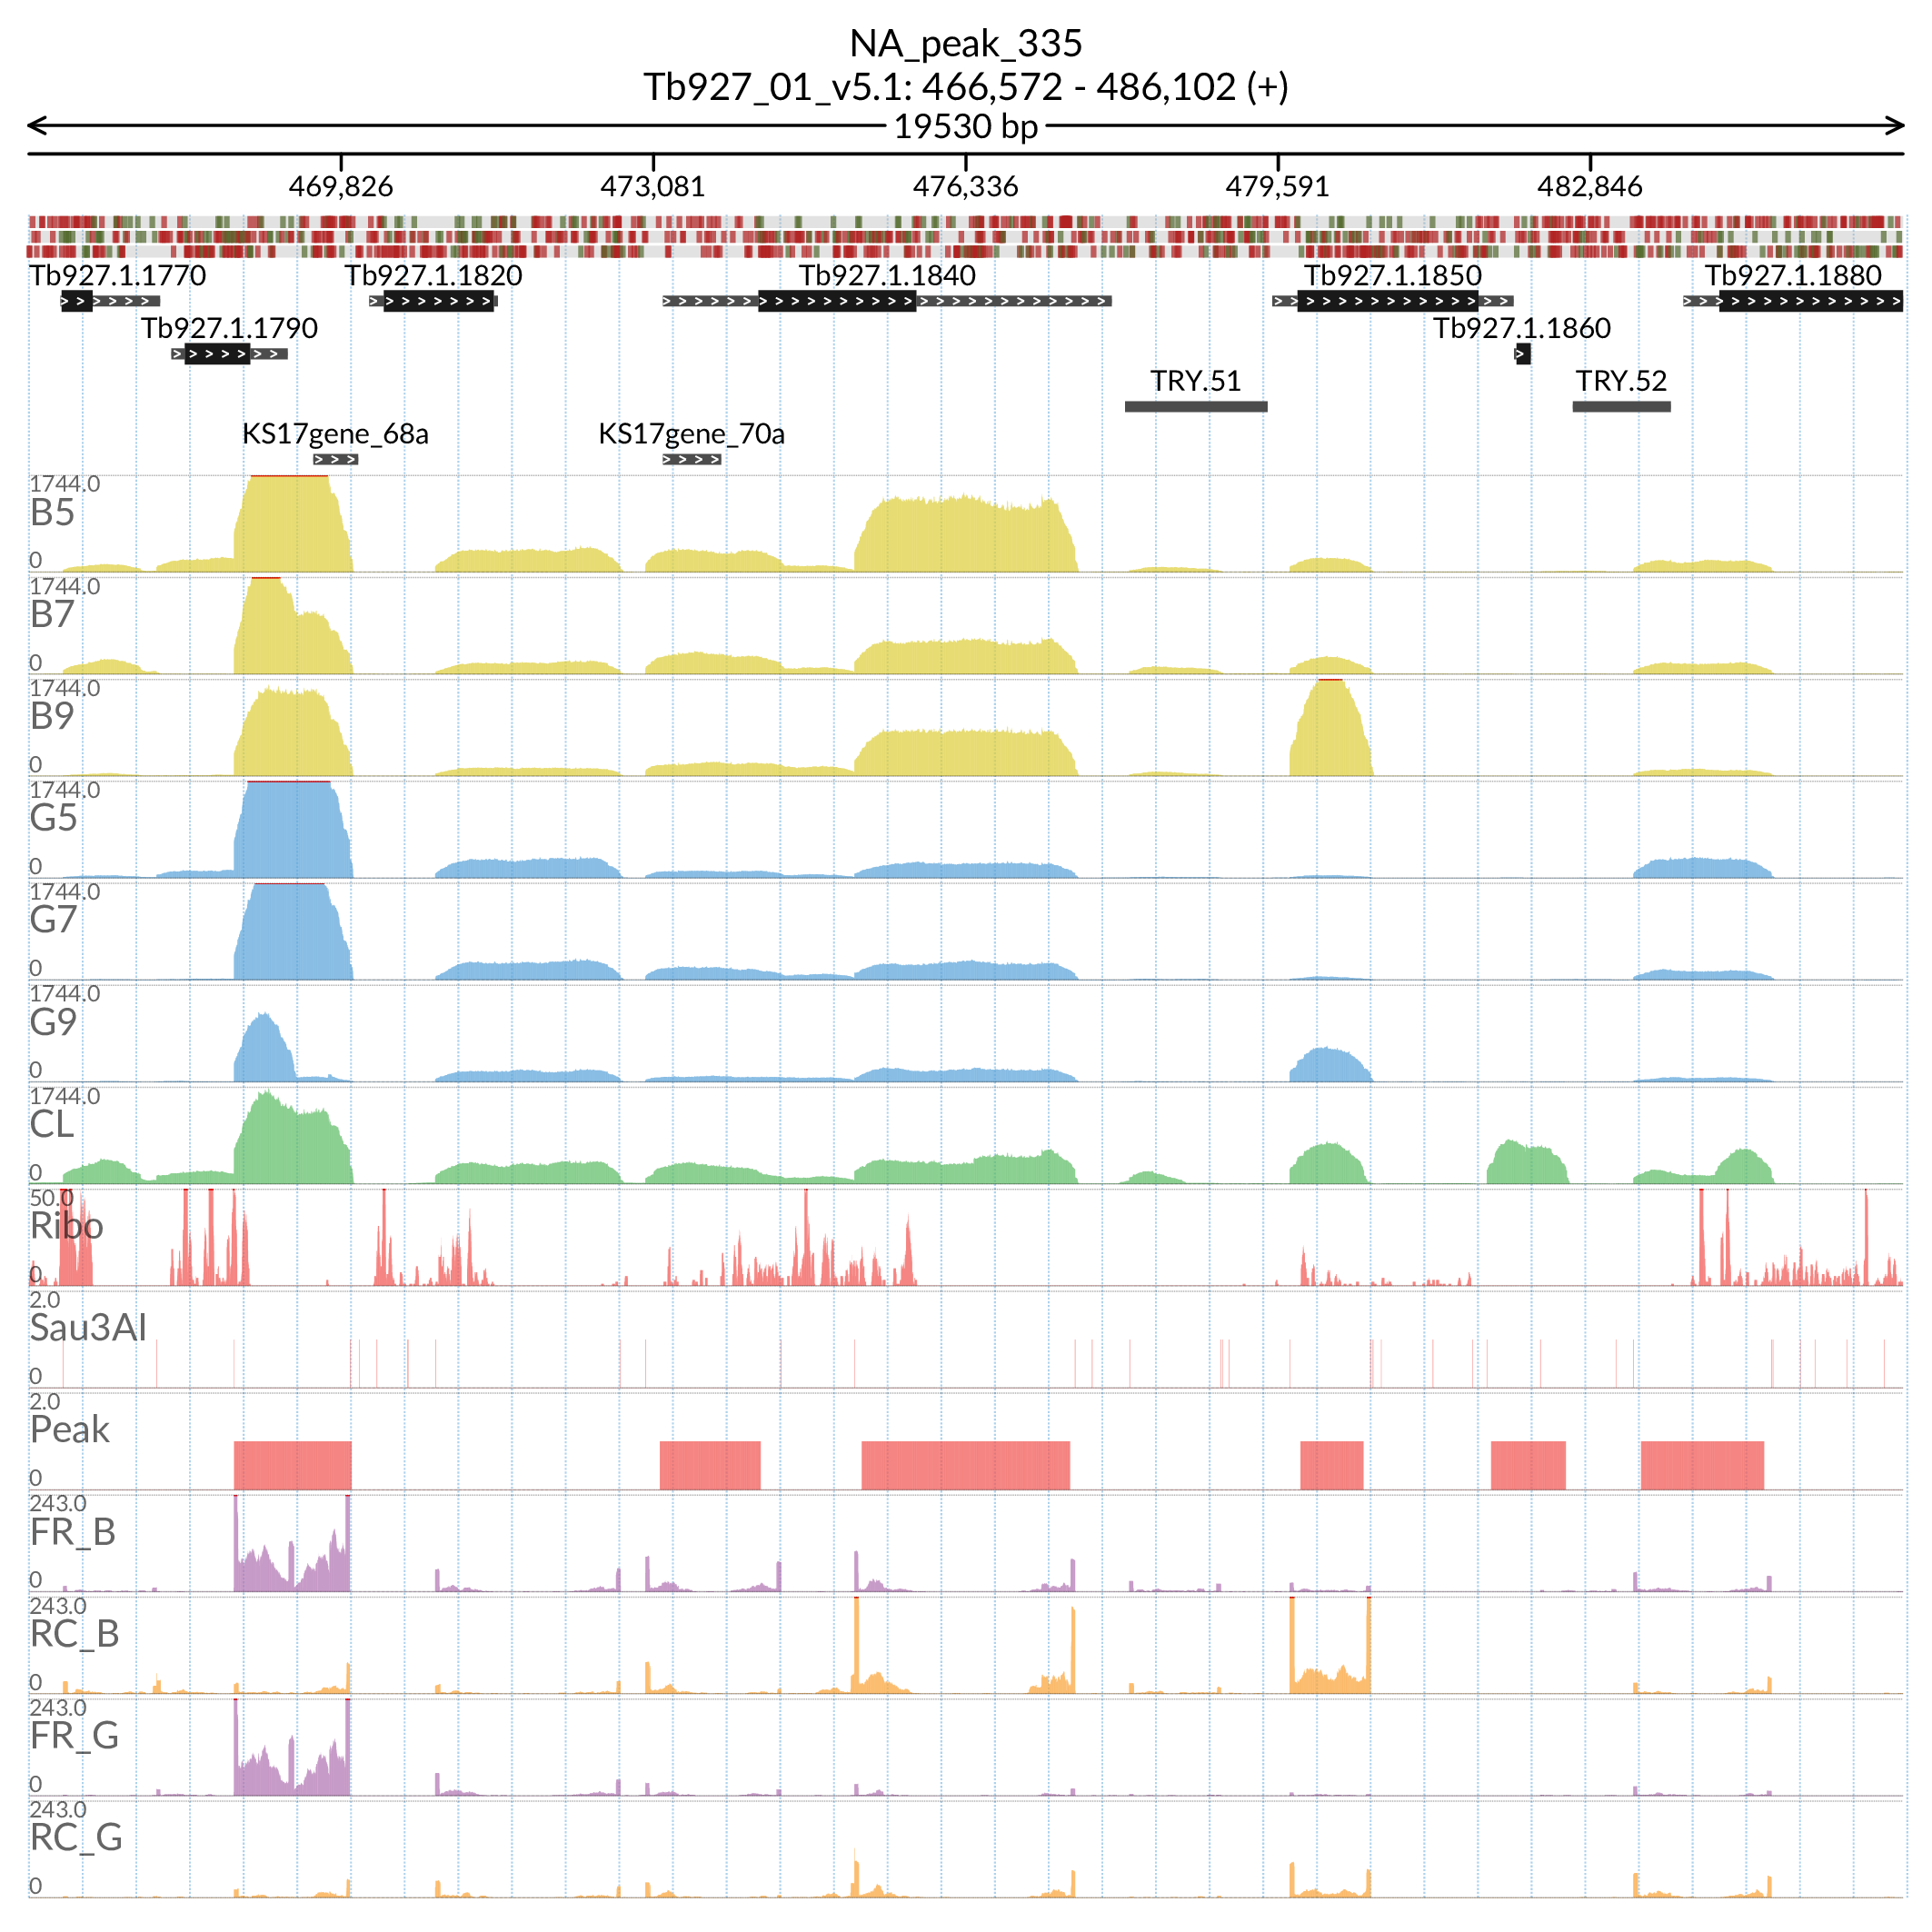 NA_peak_335
Tb927_01_v5.1: 466,572 - 486,102 (+)
19530 bp
469,826 473,081 476,336 479,591 482,846
Tb927.1.1770 Tb927.1.1820 Tb927.1.1840 Tb927.1.1850 Tb927.1.1880
Tb927.1.1790 Tb927.1.1860
TRY.51 TRY.52
KS17gene_68a KS17gene_70a
1744.0
B5
0
1744.0
B7
0
1744.0
B9
0
1744.0
G5
0
1744.0
G7
0
1744.0
G9
0
1744.0
CL
0
50.0
Ribo
0
2.0
Sau3AI
0
2.0
Peak
0
243.0
FR_B
0
243.0
RC_B
0
243.0
FR_G
0
243.0
RC_G
0